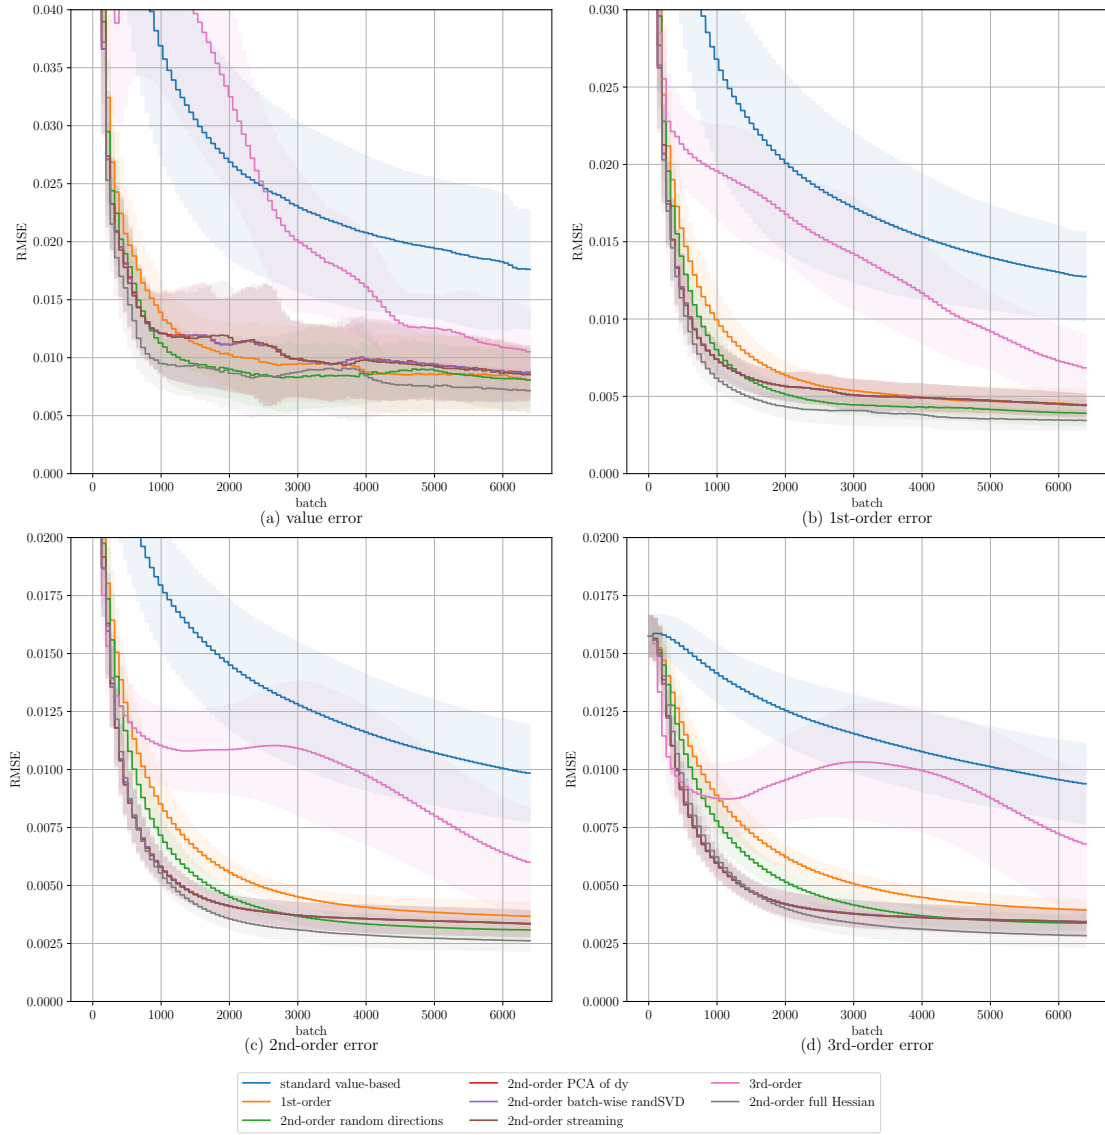 0.040
0.035
0.030
0.025
0.020
0.015
0.010
0.005
0.000
RMSE
0 1000 2000 3000 4000 5000 6000
batch
(a) value error
0.030
0.025
0.020
0.015
0.010
0.005
0.000
RMSE
0 1000 2000 3000 4000 5000 6000
batch
(b) 1st-order error
0.0200
0.0175
0.0150
0.0125
0.0100
0.0075
0.0050
0.0025
0.0000
RMSE
0 1000 2000 3000 4000 5000 6000
batch
(c) 2nd-order error
0.0200
0.0175
0.0150
0.0125
0.0100
0.0075
0.0050
0.0025
0.0000
RMSE
0 1000 2000 3000 4000 5000 6000
batch
(d) 3rd-order error
standard value-based
1st-order
2nd-order random directions
2nd-order PCA of dy
2nd-order batch-wise randSVD
2nd-order streaming
3rd-order
2nd-order full Hessian